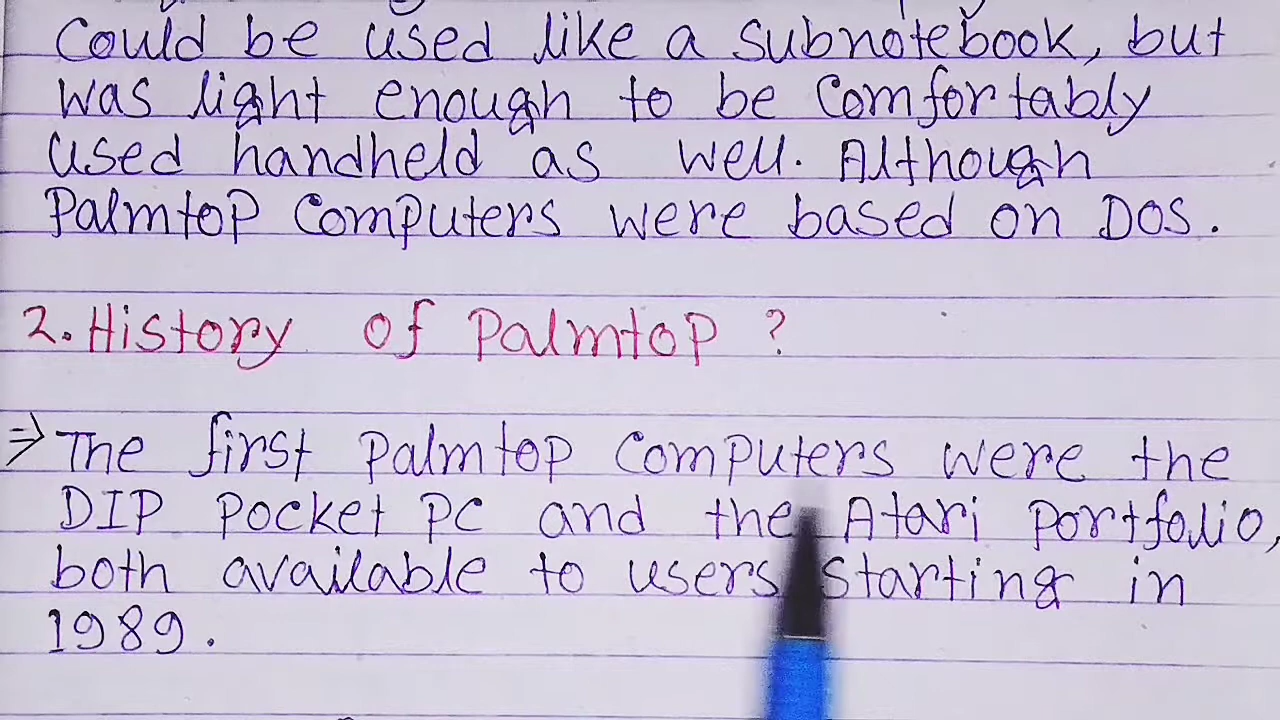 Could be used like a subnotebook, but
was light enough to be comfortably
used handheld as well. Although
Palmtop Computers were based on DOS.
2. History of Palmtop ?
⇒ The first Palmtop Computers were the
DIP Pocket PC and the Atari Portfolio,
both available to users starting in
1989.